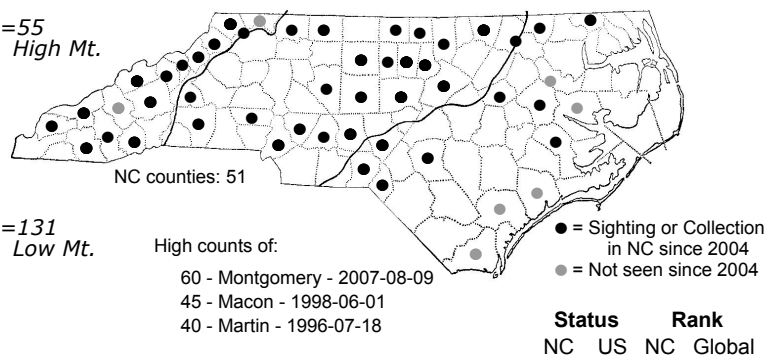 =55
High Mt.
NC counties: 51
=131
Low Mt.
High counts of:
60 - Montgomery - 2007-08-09
45 - Macon - 1998-06-01
40 - Martin - 1996-07-18
● = Sighting or Collection
in NC since 2004
● = Not seen since 2004
Status Rank
NC US NC Global